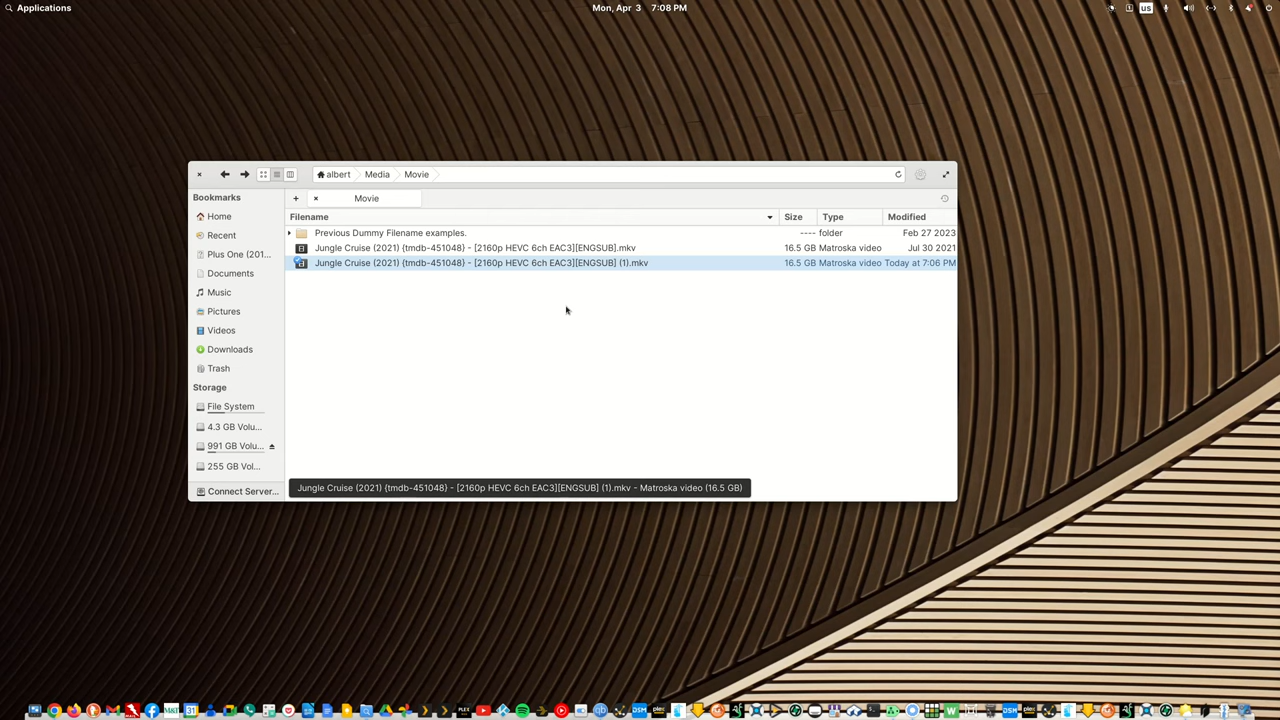 Applications
Mon, Apr 3 7:08 PM
us
albert Media Movie
Bookmarks
Movie
Filename Size Type Modified
Home
Previous Dummy Filename examples. ---- folder Feb 27 2023
Recent
Jungle Cruise (2021) {tmdb-451048} - [2160p HEVC 6ch EAC3][ENGSUB].mkv 16.5 GB Matroska video Jul 30 2021
Plus One (201...
Jungle Cruise (2021) {tmdb-451048} - [2160p HEVC 6ch EAC3][ENGSUB] (1).mkv 16.5 GB Matroska video Today at 7:06 PM
Documents
Music
Pictures
Videos
Downloads
Trash
Storage
File System
4.3 GB Volu...
991 GB Volu...
255 GB Vol...
Connect Server...
Jungle Cruise (2021) {tmdb-451048} - [2160p HEVC 6ch EAC3][ENGSUB] (1).mkv - Matroska video (16.5 GB)